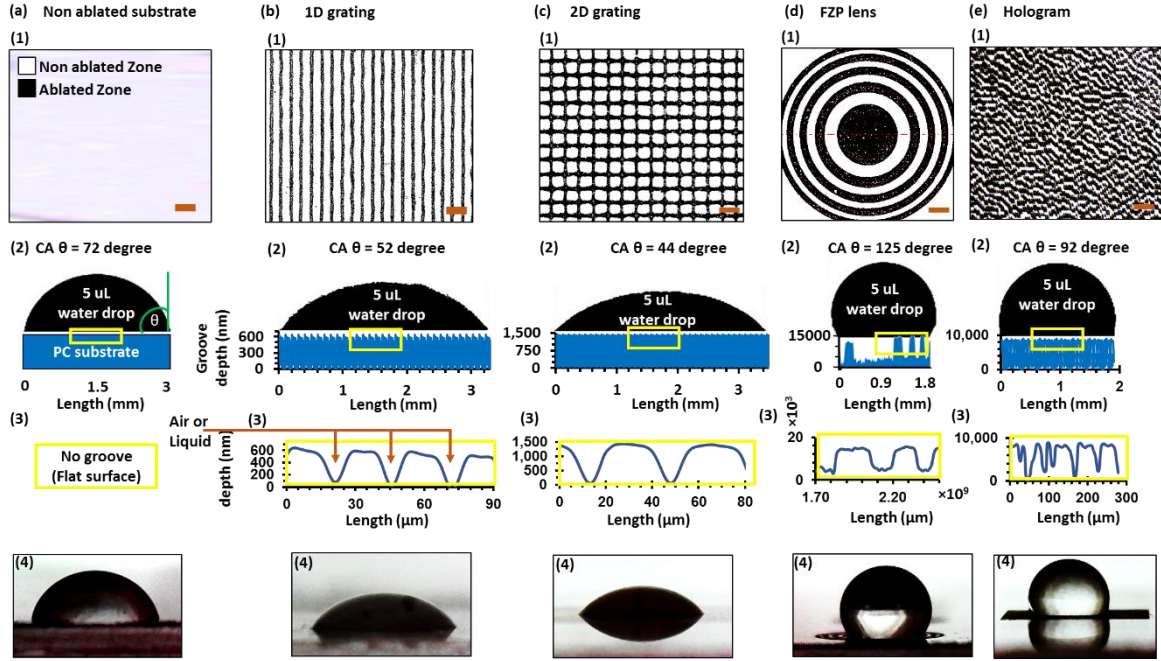 (a) Non ablated substrate
(b) 1D grating
(c) 2D grating
(d) FZP lens
(e) Hologram
(1)
(1)
(1)
(1)
(1)
Non ablated Zone
Ablated Zone
(2) CA θ = 72 degree
(2) CA θ = 52 degree
(2) CA θ = 44 degree
(2) CA θ = 125 degree
(2) CA θ = 92 degree
5 uL
water drop
θ
PC substrate
0 1.5 3
Length (mm)
5 uL
water drop
Groove
depth (nm)
600
300
0
0 1 2 3
Length (mm)
5 uL
water drop
1,500
750
0
0 1 2 3
Length (mm)
5 uL
water drop
15000
10000
5000
0
0 0.9 1.8
Length (mm)
5 uL
water drop
10,000
5,000
0
0 1 2
Length (mm)
(3)
No groove
(Flat surface)
Air or
Liquid
(3)
depth (nm)
600
400
200
0
0 30 60 90
Length (µm)
(3)
1,500
1,000
500
0
0 20 40 60 80
Length (µm)
(3)
×10³
20
10
0
1.70 2.20
×10⁹
Length (µm)
(3)
10,000
5,000
0
0 100 200 300
Length (µm)
(4)
(4)
(4)
(4)
(4)